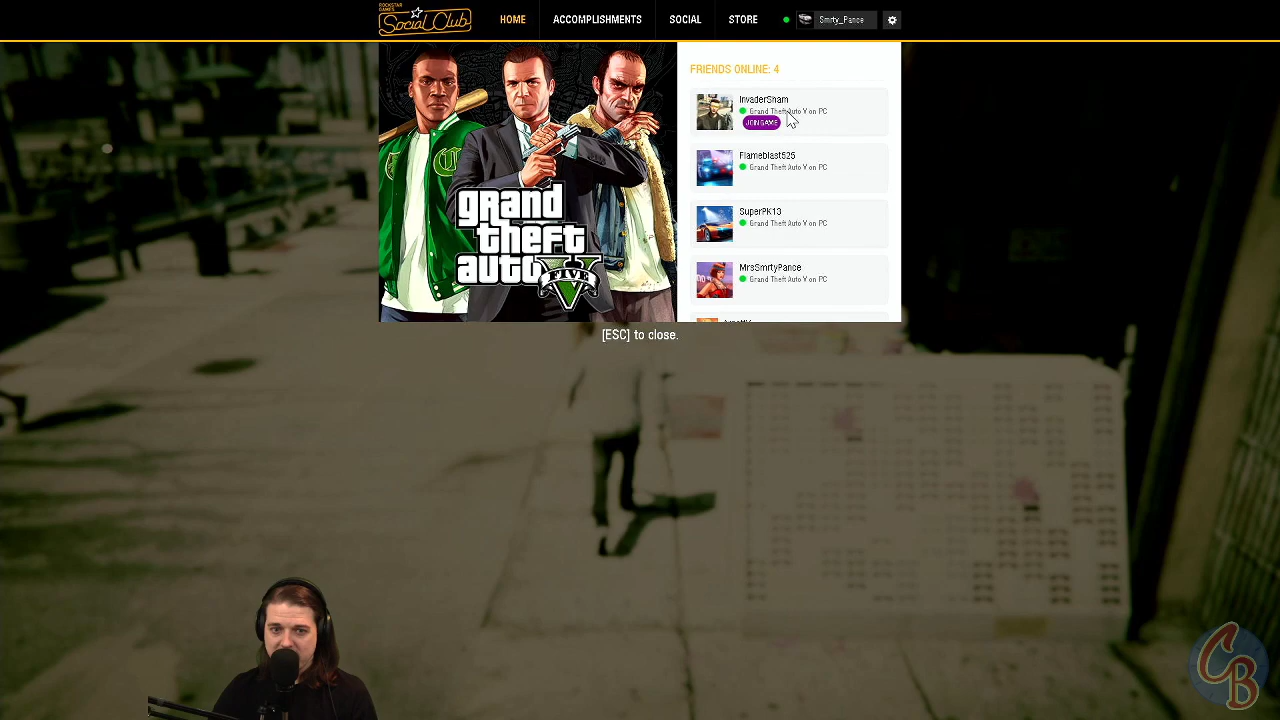 ROCKSTAR
GAMES
Social Club
HOME
ACCOMPLISHMENTS
SOCIAL
STORE
Smrty_Pance
FRIENDS ONLINE: 4
InvaderSham
Grand Theft Auto V on PC
JOIN GAME
Flameblast525
Grand Theft Auto V on PC
SuperPK13
Grand Theft Auto V on PC
MrsSmrtyPance
Grand Theft Auto V on PC
grand
theft
auto V
FIVE
[ESC] to close.
CB